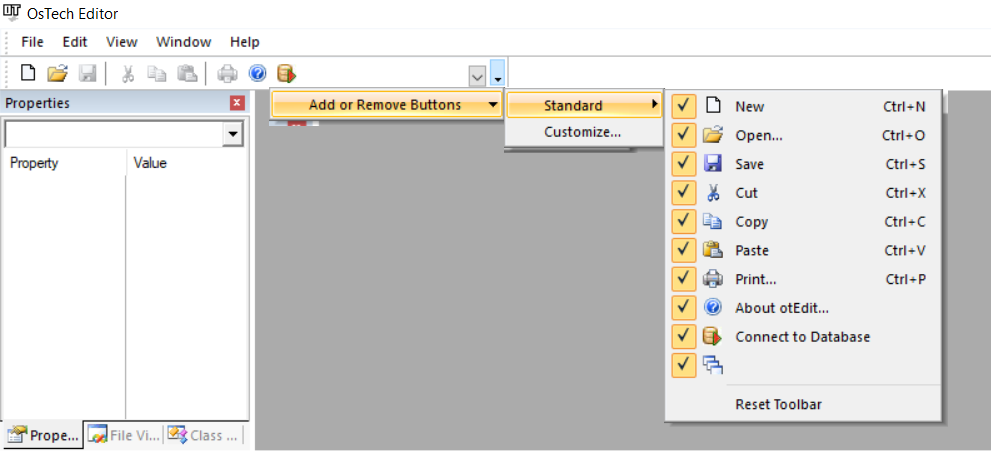 OsTech Editor
File Edit View Window Help
Properties
Add or Remove Buttons
Standard
Customize...
Property Value
New Ctrl+N
Open... Ctrl+O
Save Ctrl+S
Cut Ctrl+X
Copy Ctrl+C
Paste Ctrl+V
Print... Ctrl+P
About otEdit...
Connect to Database
Reset Toolbar
Prope... File Vi... Class ...